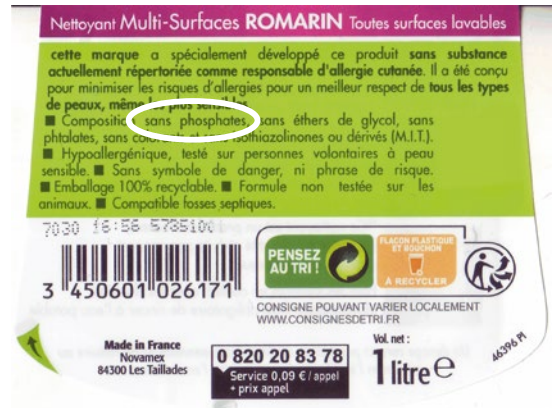 Nettoyant Multi-Surfaces ROMARIN Toutes surfaces lavables
cette marque a spécialement développé ce produit sans substance
actuellement répertoriée comme responsable d'allergie cutanée. Il a été conçu
pour minimiser les risques d'allergies pour un meilleur respect de tous les types
de peaux, même les plus sensibles.
■ Composition sans phosphates, sans éthers de glycol, sans
phtalates, sans colorants et sans isothiazolinones ou dérivés (M.I.T.).
■ Hypoallergénique, testé sur personnes volontaires à peau
sensible. ■ Sans symbole de danger, ni phrase de risque.
■ Emballage 100% recyclable. ■ Formule non testée sur les
animaux. ■ Compatible fosses septiques.
7030 16:56 5735100
PENSEZ
AU TRI !
FLACON PLASTIQUE
ET BOUCHON
À RECYCLER
3 450601 026171
CONSIGNE POUVANT VARIER LOCALEMENT
WWW.CONSIGNESDETRI.FR
Made in France
Novamex
84300 Les Taillades
0 820 20 83 78
Service 0,09 € / appel
+ prix appel
Vol. net :
1 litre e
46396 PI